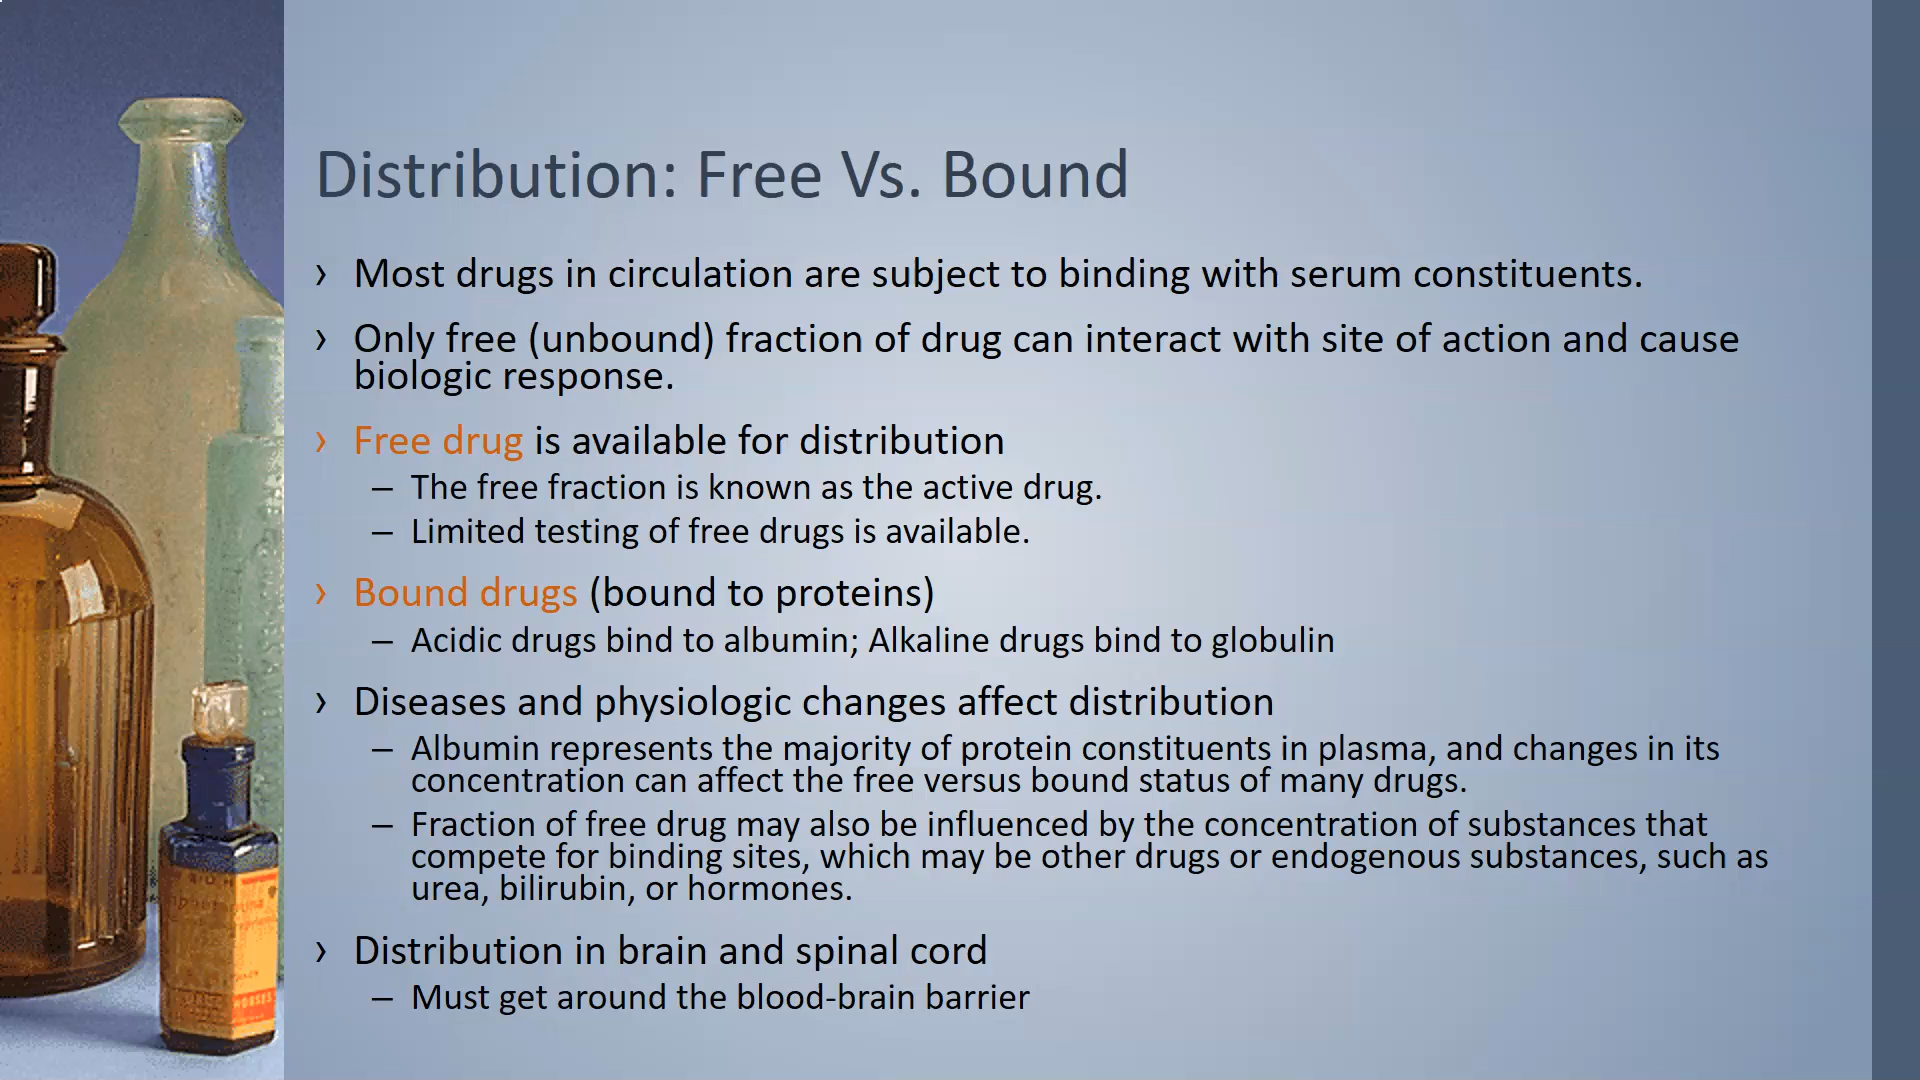 Distribution: Free Vs. Bound
› Most drugs in circulation are subject to binding with serum constituents.
› Only free (unbound) fraction of drug can interact with site of action and cause
biologic response.
› Free drug is available for distribution
– The free fraction is known as the active drug.
– Limited testing of free drugs is available.
› Bound drugs (bound to proteins)
– Acidic drugs bind to albumin; Alkaline drugs bind to globulin
› Diseases and physiologic changes affect distribution
– Albumin represents the majority of protein constituents in plasma, and changes in its
concentration can affect the free versus bound status of many drugs.
– Fraction of free drug may also be influenced by the concentration of substances that
compete for binding sites, which may be other drugs or endogenous substances, such as
urea, bilirubin, or hormones.
› Distribution in brain and spinal cord
– Must get around the blood-brain barrier